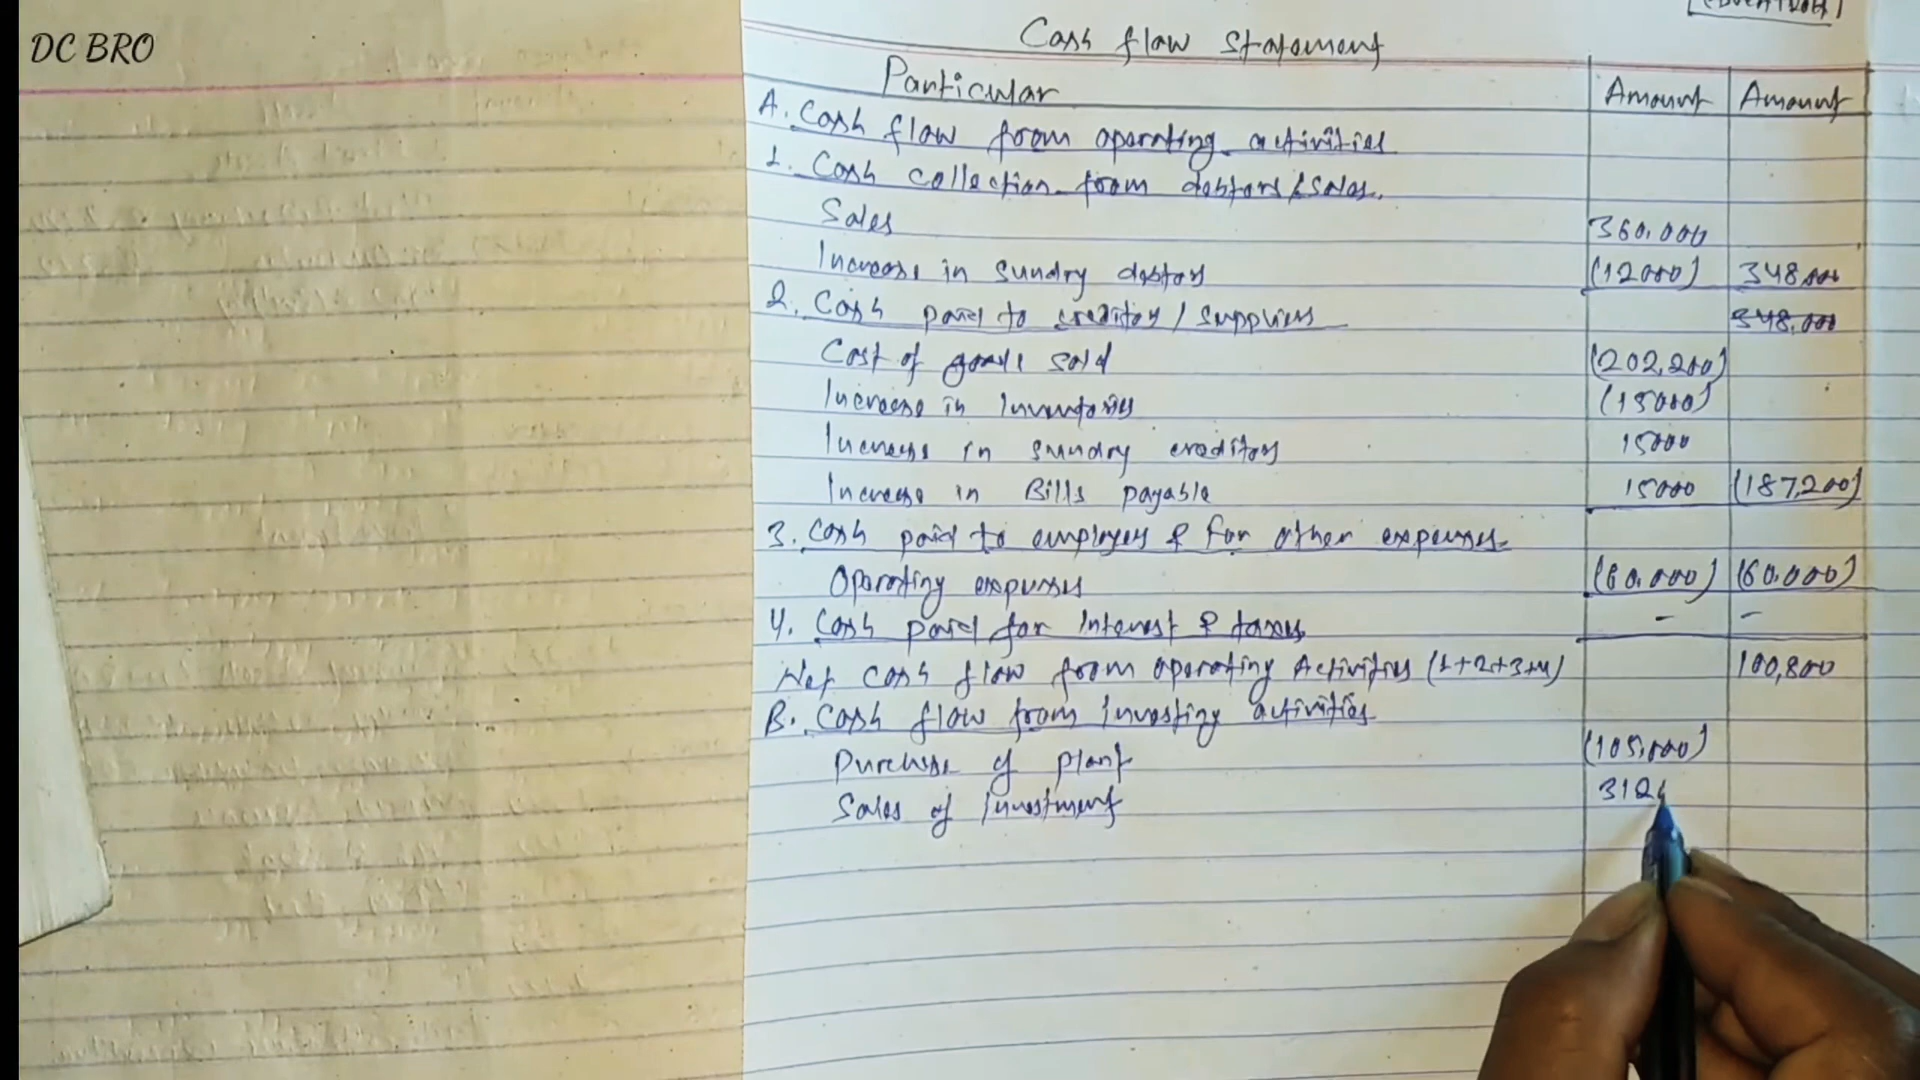 DC BRO
Cash flow statement
Particular Amount Amount
A. Cash flow from operating activities
1. Cash collection from debtors / sales.
Sales 360,000
Increase in sundry debtors (12000) 348000
2. Cash paid to creditors / suppliers 348,000
Cost of goods sold (202,200)
Increase in Inventories (15000)
Increase in sundry creditors 15000
Increase in Bills payable 15000 (187,200)
3. Cash paid to employees & for other expenses
Operating expenses (60,000) (60,000)
4. Cash paid for interest & taxes - -
Net cash flow from operating Activities (1+2+3+4) 100,800
B. Cash flow from investing activities
Purchase of plant (105,000)
Sales of Investment 312